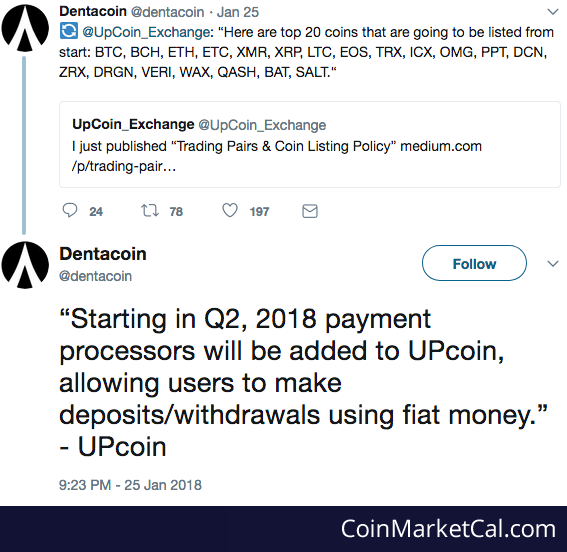 Dentacoin @dentacoin · Jan 25
@UpCoin_Exchange: “Here are top 20 coins that are going to be listed from
start: BTC, BCH, ETH, ETC, XMR, XRP, LTC, EOS, TRX, ICX, OMG, PPT, DCN,
ZRX, DRGN, VERI, WAX, QASH, BAT, SALT.“
UpCoin_Exchange @UpCoin_Exchange
I just published “Trading Pairs & Coin Listing Policy” medium.com
/p/trading-pair…
24 78 197
Dentacoin
@dentacoin
Follow
“Starting in Q2, 2018 payment
processors will be added to UPcoin,
allowing users to make
deposits/withdrawals using fiat money.”
- UPcoin
9:23 PM - 25 Jan 2018
CoinMarketCal.com